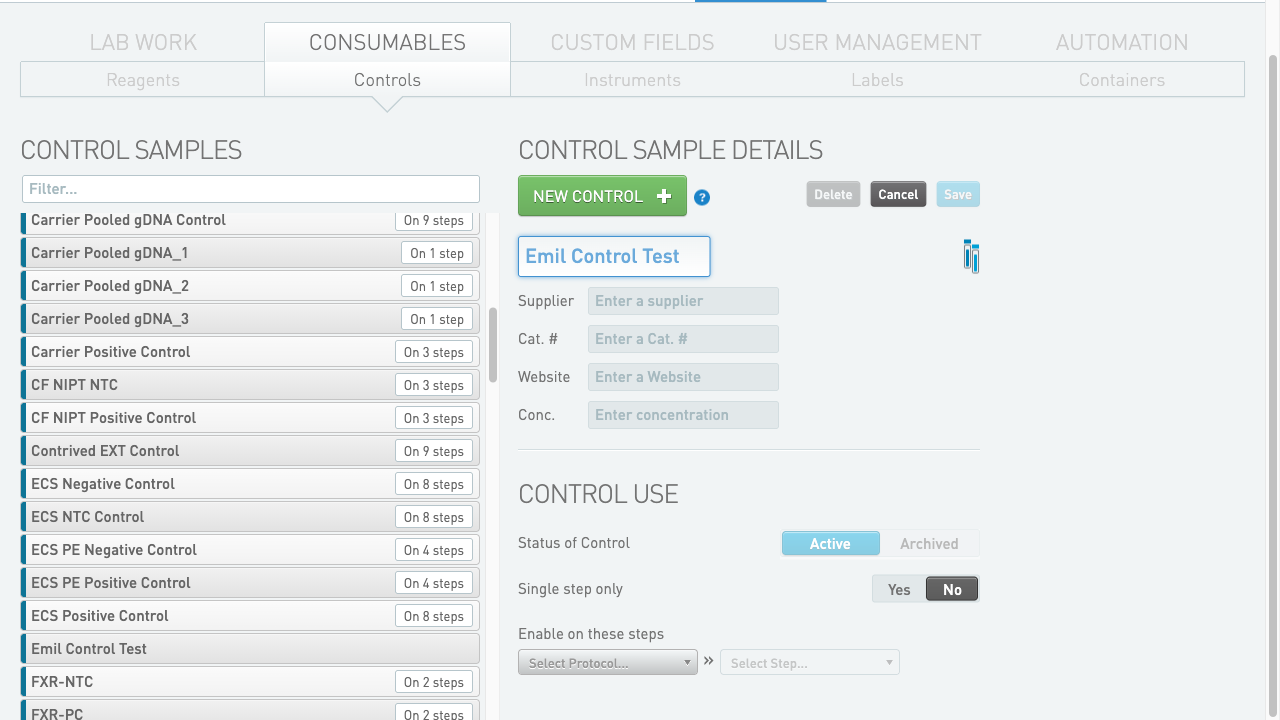 LAB WORK
CONSUMABLES
CUSTOM FIELDS
USER MANAGEMENT
AUTOMATION
Reagents
Controls
Instruments
Labels
Containers
CONTROL SAMPLES
Filter...
Carrier Pooled gDNA Control On 9 steps
Carrier Pooled gDNA_1 On 1 step
Carrier Pooled gDNA_2 On 1 step
Carrier Pooled gDNA_3 On 1 step
Carrier Positive Control On 3 steps
CF NIPT NTC On 3 steps
CF NIPT Positive Control On 3 steps
Contrived EXT Control On 9 steps
ECS Negative Control On 8 steps
ECS NTC Control On 8 steps
ECS PE Negative Control On 4 steps
ECS PE Positive Control On 4 steps
ECS Positive Control On 8 steps
Emil Control Test
FXR-NTC On 2 steps
FXR-PC On 2 steps
CONTROL SAMPLE DETAILS
NEW CONTROL + ?
Delete Cancel Save
Emil Control Test
Supplier Enter a supplier
Cat. # Enter a Cat. #
Website Enter a Website
Conc. Enter concentration
CONTROL USE
Status of Control Active Archived
Single step only Yes No
Enable on these steps
Select Protocol... » Select Step...